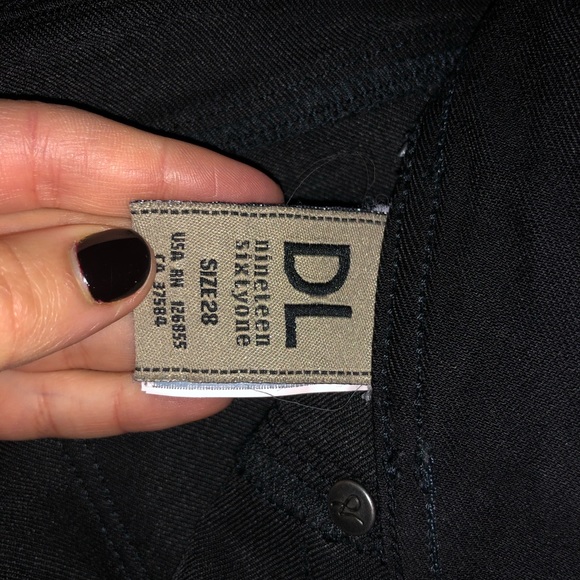 DL
nineteen
sixtyone
SIZE28
USA RN 126855
CA 37584